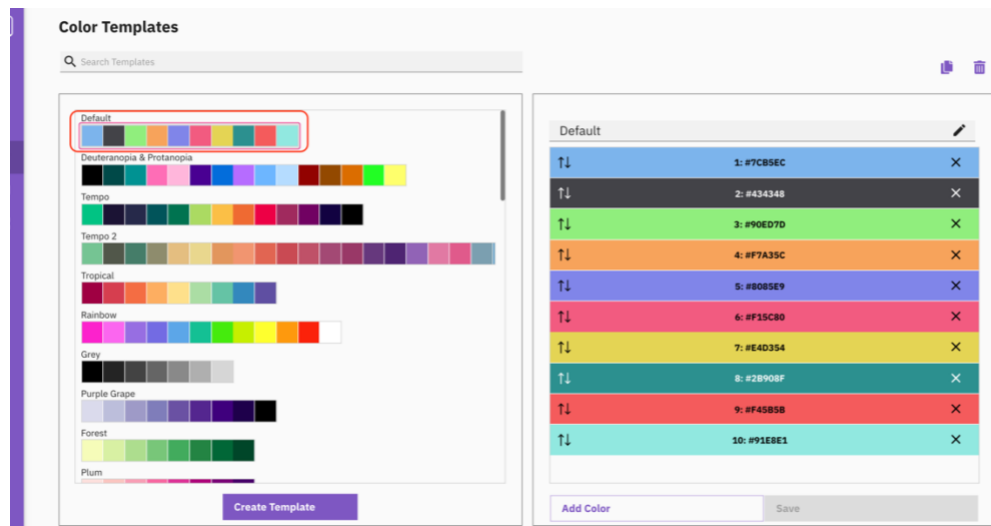 Color Templates
Search Templates
Default
Deuteranopia & Protanopia
Tempo
Tempo 2
Tropical
Rainbow
Grey
Purple Grape
Forest
Plum
Create Template
Default
1: #7CB5EC
2: #434348
3: #90ED7D
4: #F7A35C
5: #8085E9
6: #F15C80
7: #E4D354
8: #2B908F
9: #F45B5B
10: #91E8E1
Add Color
Save